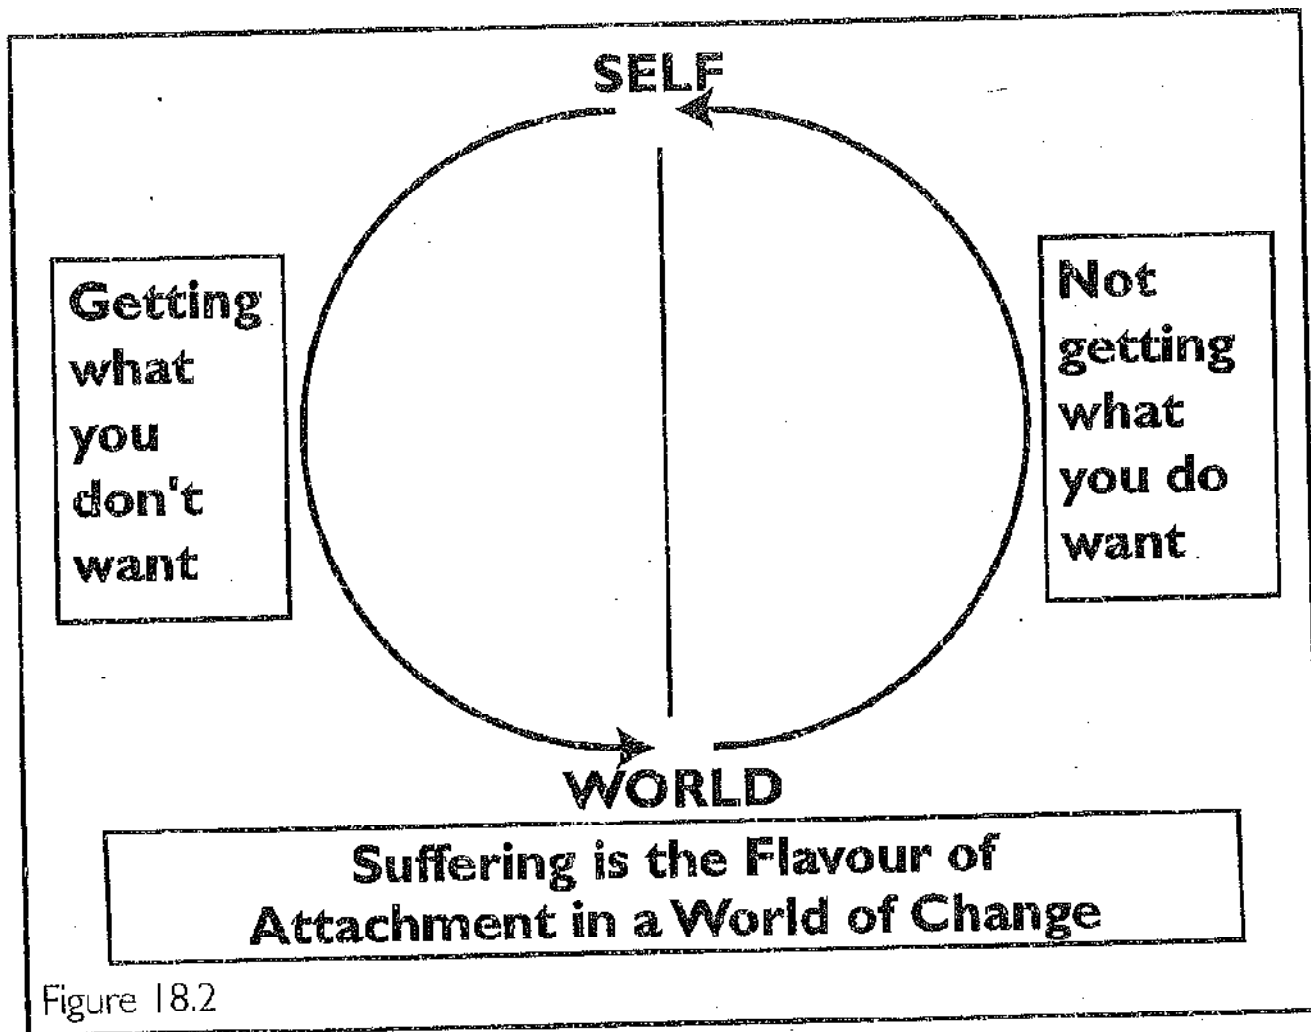 SELF
Getting
what
you
don't
want
Not
getting
what
you do
want
WORLD
Suffering is the Flavour of
Attachment in a World of Change
Figure 18.2